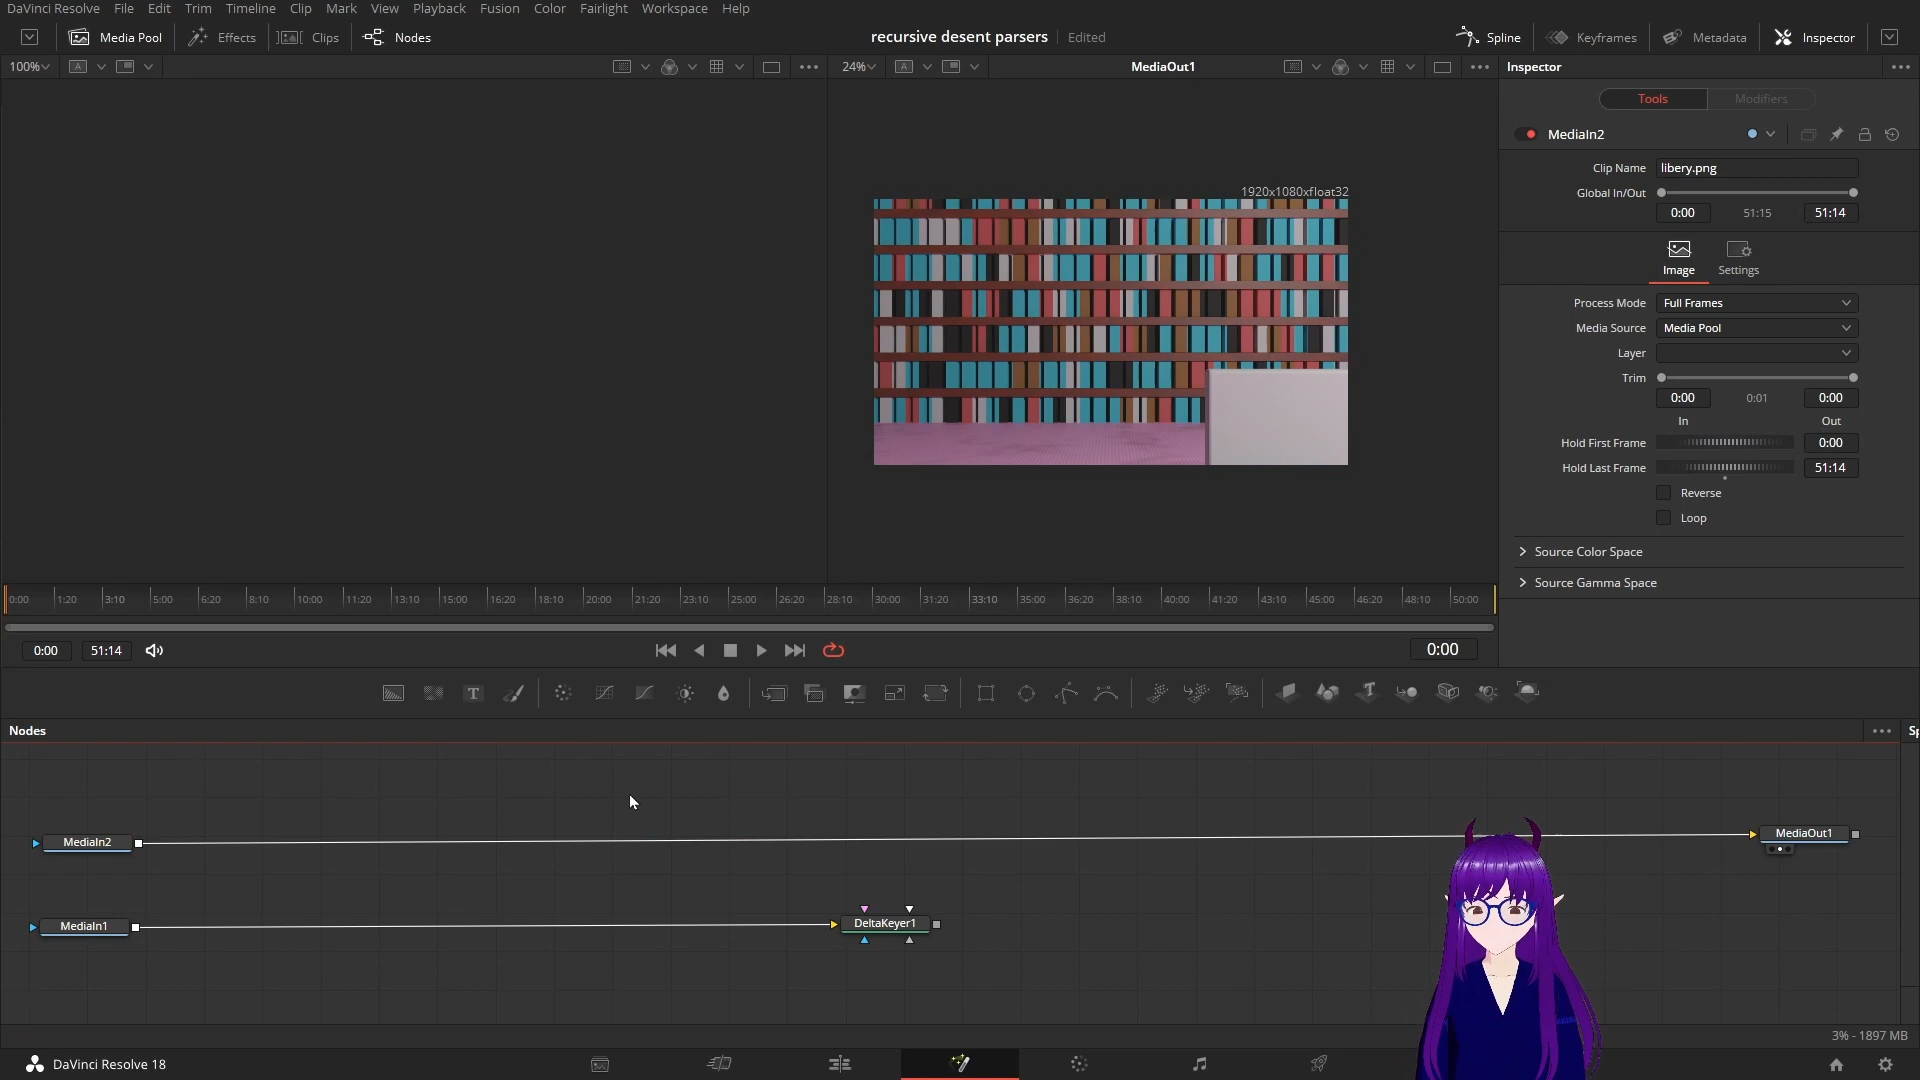 DaVinci Resolve File Edit Trim Timeline Clip Mark View Playback Fusion Color Fairlight Workspace Help
Media Pool Effects Clips Nodes recursive desent parsers Edited Spline Keyframes Metadata Inspector
100% A 24% A MediaOut1 Inspector
Tools Modifiers
MediaIn2
Clip Name libery.png
1920x1080xfloat32
Global In/Out
0:00 51:15 51:14
Image Settings
Process Mode Full Frames
Media Source Media Pool
Layer
Trim
0:00 0:01 0:00
In Out
Hold First Frame 0:00
Hold Last Frame 51:14
Reverse
Loop
Source Color Space
Source Gamma Space
0:00 1:20 3:10 5:00 6:20 8:10 10:00 11:20 13:10 15:00 16:20 18:10 20:00 21:20 23:10 25:00 26:20 28:10 30:00 31:20 33:10 35:00 36:20 38:10 40:00 41:20 43:10 45:00 46:20 48:10 50:00
0:00 51:14 0:00
T T
Nodes Sp
MediaIn2 MediaOut1
MediaIn1 DeltaKeyer1
3% - 1897 MB
DaVinci Resolve 18